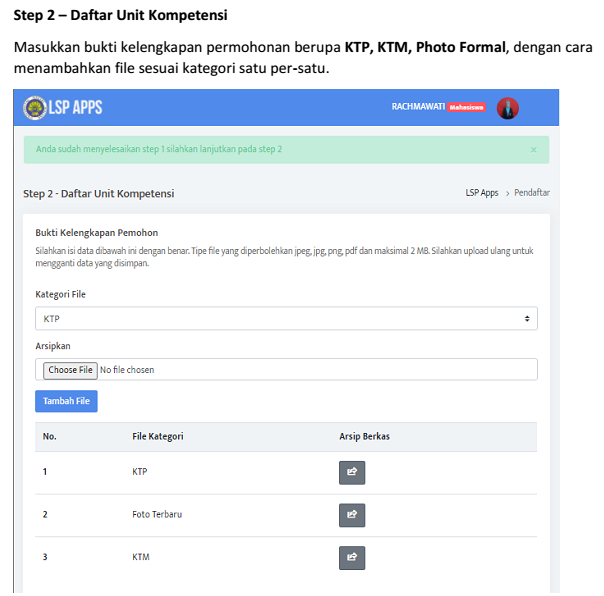 Step 2 – Daftar Unit Kompetensi
Masukkan bukti kelengkapan permohonan berupa KTP, KTM, Photo Formal, dengan cara
menambahkan file sesuai kategori satu per-satu.
LSP APPS
RACHMAWATI Mahasiswa
Anda sudah menyelesaikan step 1 silahkan lanjutkan pada step 2 ×
Step 2 - Daftar Unit Kompetensi
LSP Apps > Pendaftar
Bukti Kelengkapan Pemohon
Silahkan isi data dibawah ini dengan benar. Tipe file yang diperbolehkan jpeg, jpg, png, pdf dan maksimal 2 MB. Silahkan upload ulang untuk
mengganti data yang disimpan.
Kategori File
KTP
Arsipkan
Choose File No file chosen
Tambah File
No. File Kategori Arsip Berkas
1 KTP
2 Foto Terbaru
3 KTM